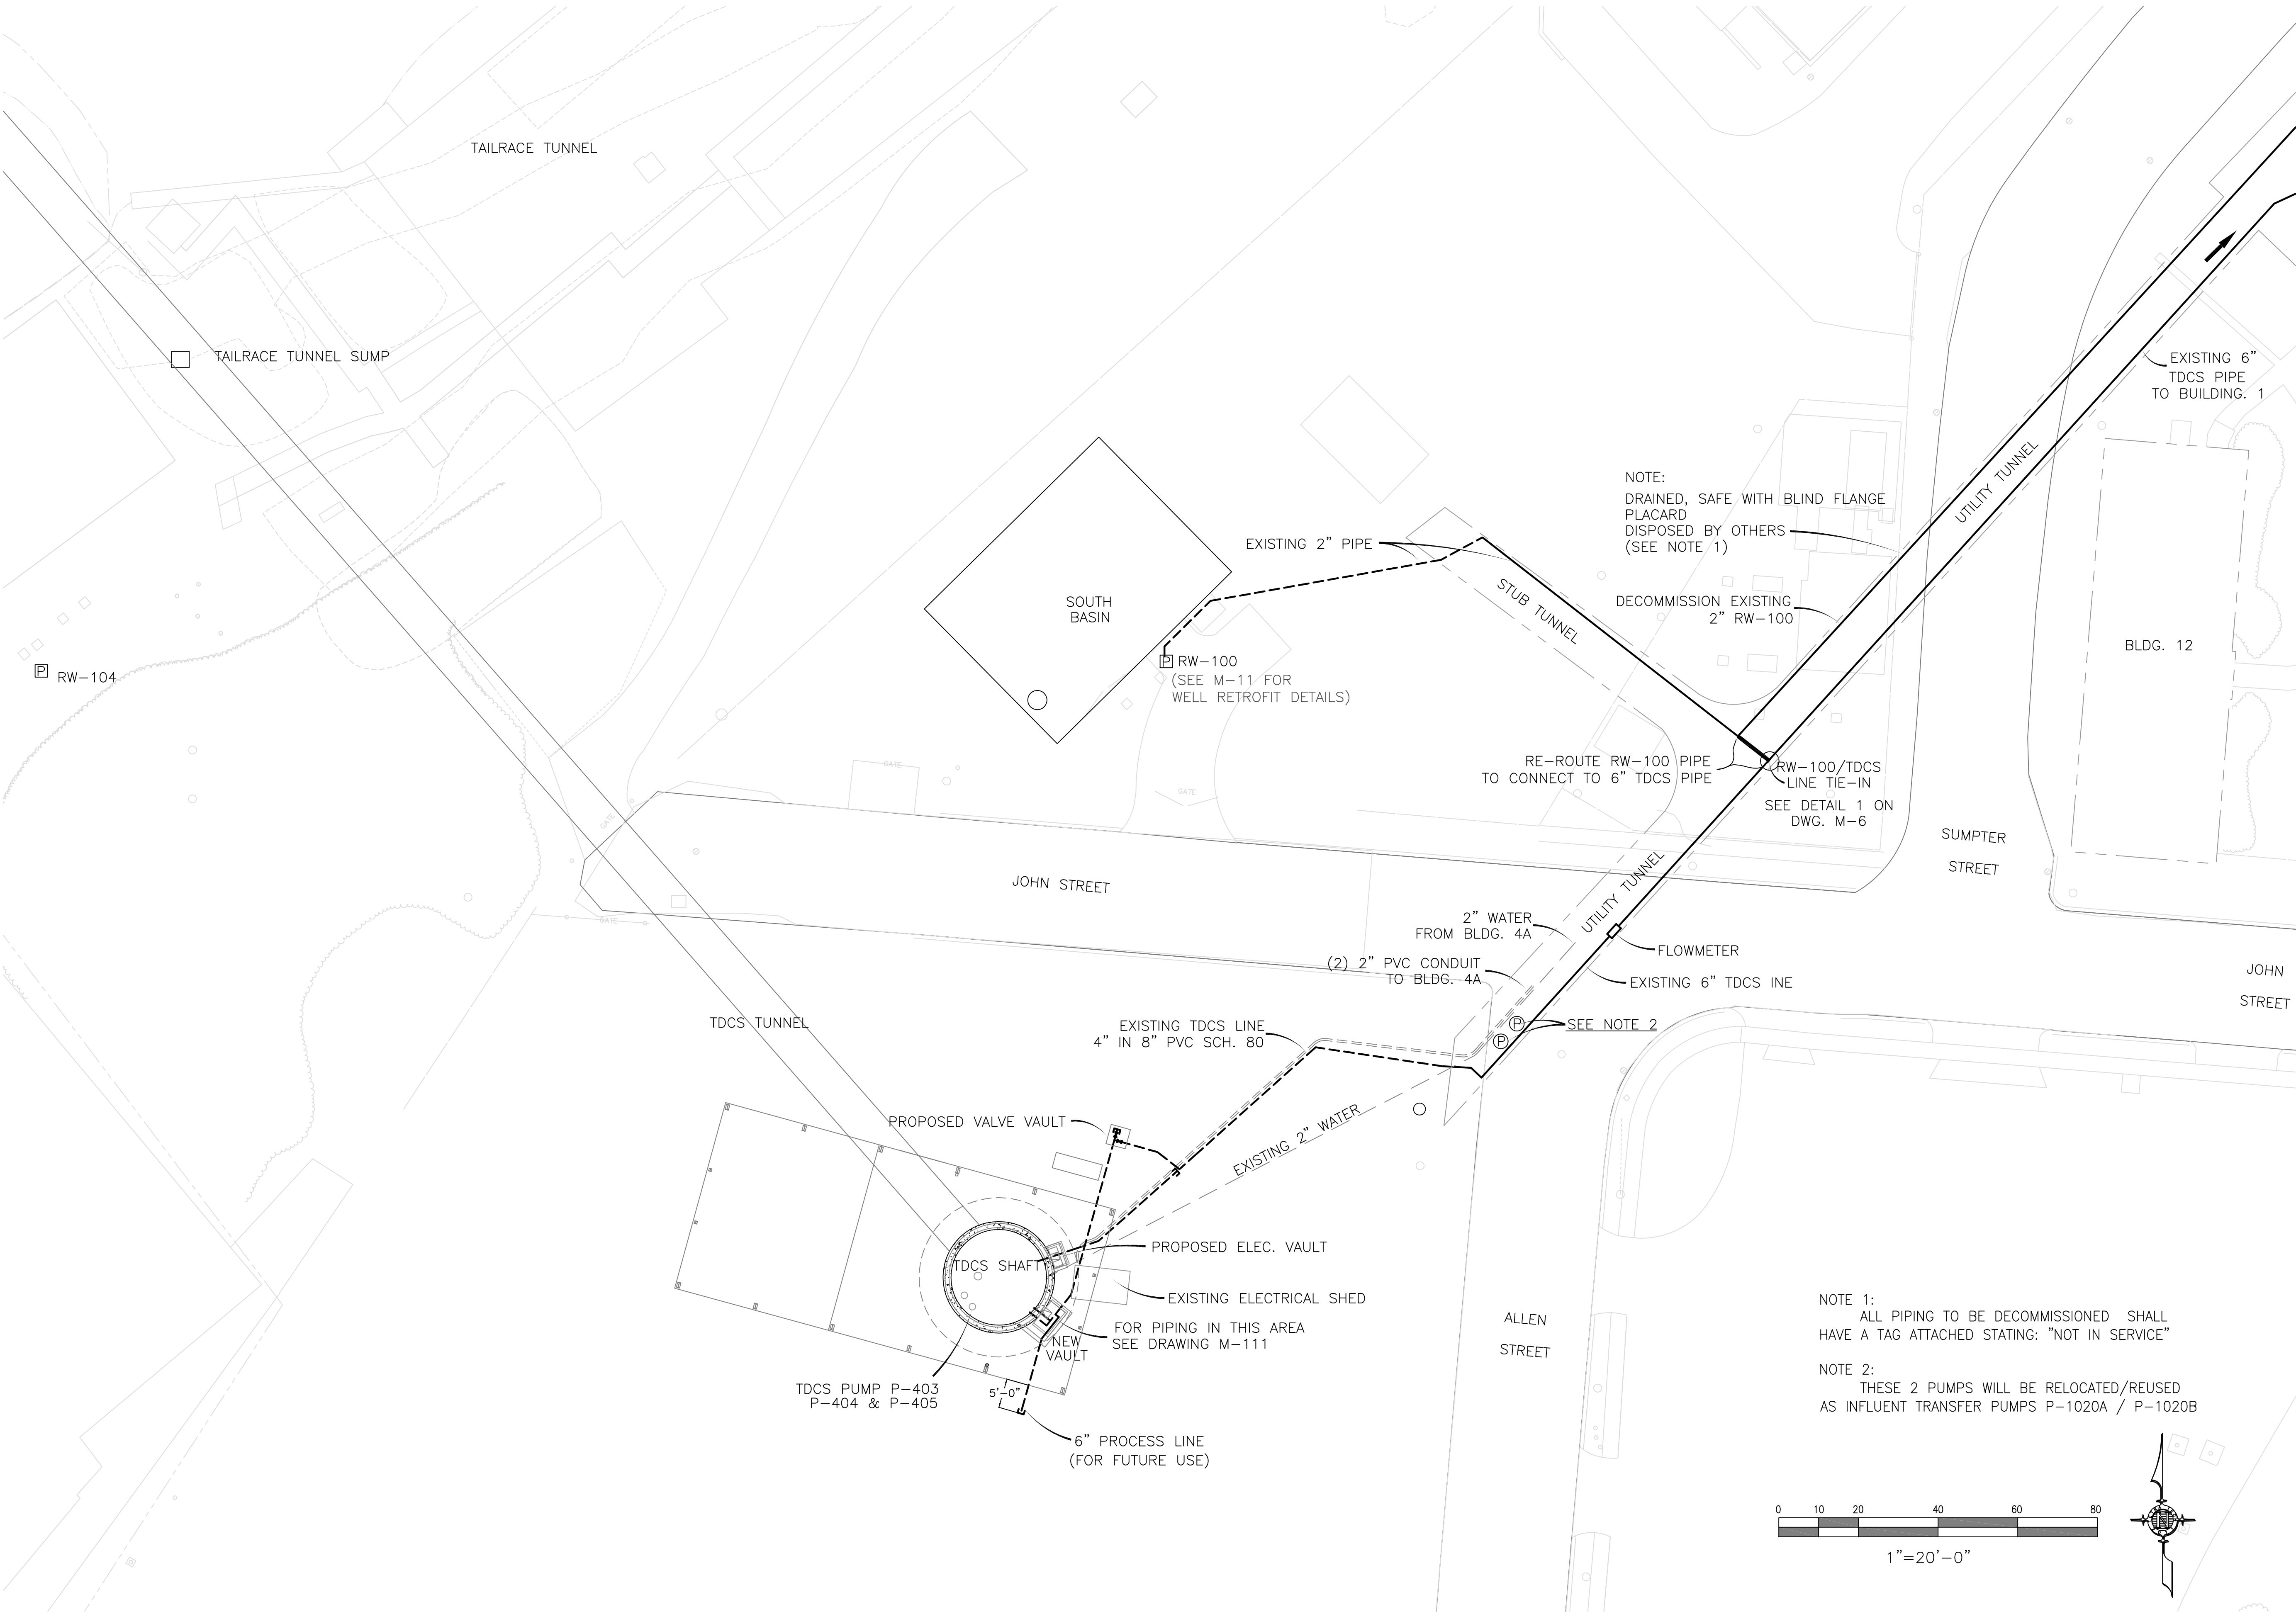 TAILRACE TUNNEL
TAILRACE TUNNEL SUMP
EXISTING 6"
TDCS PIPE
TO BUILDING. 1
UTILITY TUNNEL
NOTE:
DRAINED, SAFE WITH BLIND FLANGE
PLACARD
DISPOSED BY OTHERS
(SEE NOTE 1)
EXISTING 2" PIPE
STUB TUNNEL
DECOMMISSION EXISTING
2" RW-100
SOUTH
BASIN
BLDG. 12
P RW-100
(SEE M-11 FOR
WELL RETROFIT DETAILS)
P RW-104
RE-ROUTE RW-100 PIPE
TO CONNECT TO 6" TDCS PIPE
RW-100/TDCS
LINE TIE-IN
SEE DETAIL 1 ON
DWG. M-6
GATE
GATE
GATE
GATE
SUMPTER
STREET
JOHN STREET
UTILITY TUNNEL
2" WATER
FROM BLDG. 4A
FLOWMETER
(2) 2" PVC CONDUIT
TO BLDG. 4A
EXISTING 6" TDCS INE
JOHN
STREET
TDCS TUNNEL
EXISTING TDCS LINE
4" IN 8" PVC SCH. 80
P
P
SEE NOTE 2
PROPOSED VALVE VAULT
EXISTING 2" WATER
PROPOSED ELEC. VAULT
TDCS SHAFT
EXISTING ELECTRICAL SHED
FOR PIPING IN THIS AREA
SEE DRAWING M-111
NEW
VAULT
ALLEN
STREET
TDCS PUMP P-403
P-404 & P-405
5'-0"
6" PROCESS LINE
(FOR FUTURE USE)
NOTE 1:
ALL PIPING TO BE DECOMMISSIONED SHALL
HAVE A TAG ATTACHED STATING: "NOT IN SERVICE"
NOTE 2:
THESE 2 PUMPS WILL BE RELOCATED/REUSED
AS INFLUENT TRANSFER PUMPS P-1020A / P-1020B
0 10 20 40 60 80
1"=20'-0"
N